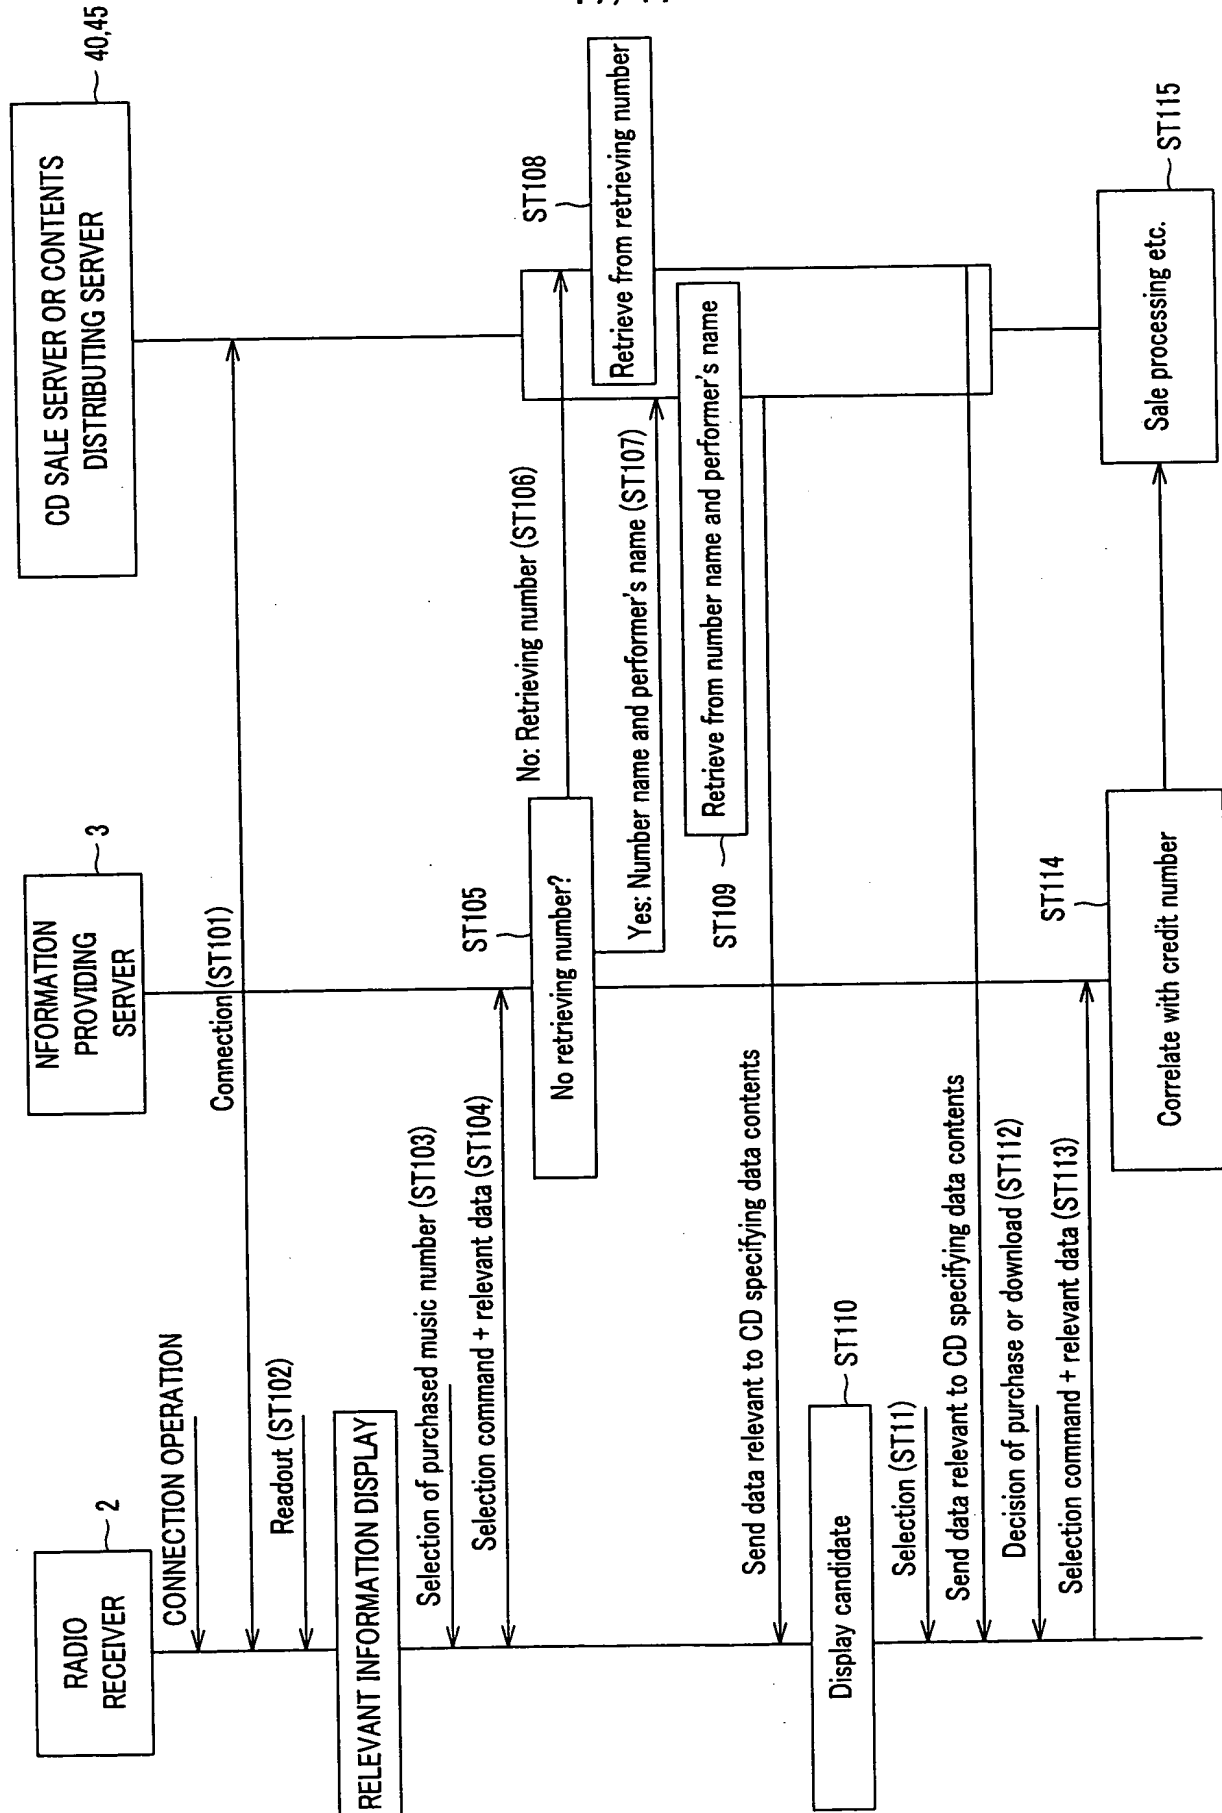 RADIO
RECEIVER
2
NFORMATION
PROVIDING
SERVER
3
CD SALE SERVER OR CONTENTS
DISTRIBUTING SERVER
40,45
CONNECTION OPERATION
Connection (ST101)
Readout (ST102)
RELEVANT INFORMATION DISPLAY
Selection of purchased music number (ST103)
Selection command + relevant data (ST104)
ST105
No retrieving number?
No: Retrieving number (ST106)
ST108
Retrieve from retrieving number
Yes: Number name and performer's name (ST107)
ST109
Retrieve from number name and performer's name
Send data relevant to CD specifying data contents
Display candidate
ST110
Selection (ST11)
Send data relevant to CD specifying data contents
Decision of purchase or download (ST112)
Selection command + relevant data (ST113)
ST114
Correlate with credit number
Sale processing etc.
ST115